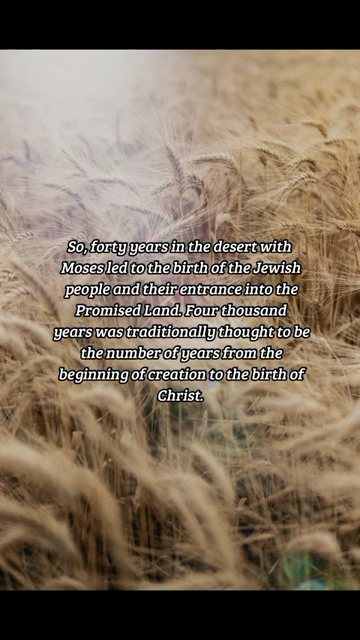 So, forty years in the desert with
Moses led to the birth of the Jewish
people and their entrance into the
Promised Land. Four thousand
years was traditionally thought to be
the number of years from the
beginning of creation to the birth of
Christ.